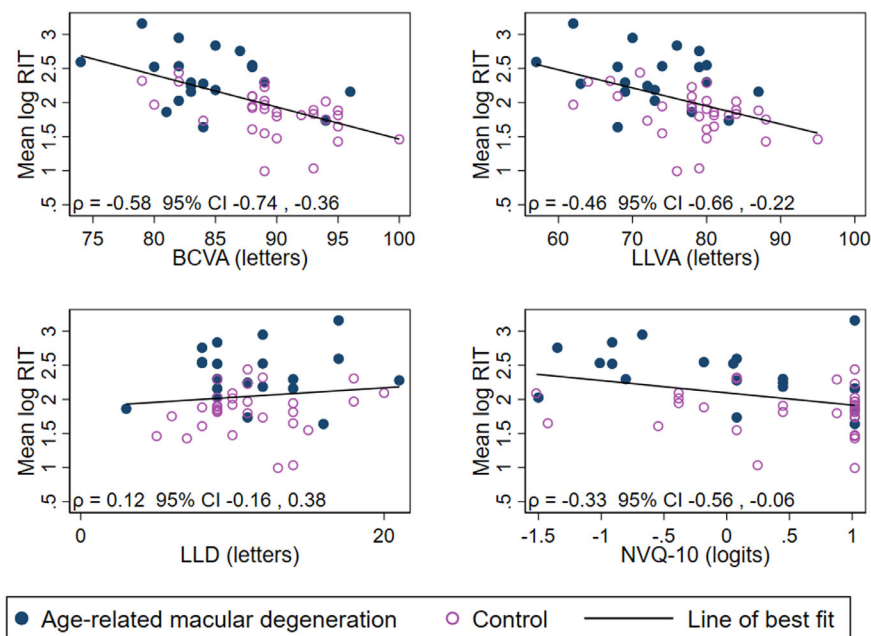 Mean log RIT
3
2.5
2
1.5
1
.5
ρ = -0.58 95% CI -0.74 , -0.36
75 80 85 90 95 100
BCVA (letters)
Mean log RIT
3
2.5
2
1.5
1
.5
ρ = -0.46 95% CI -0.66 , -0.22
60 70 80 90 100
LLVA (letters)
Mean log RIT
3
2.5
2
1.5
1
.5
ρ = 0.12 95% CI -0.16 , 0.38
0 20
LLD (letters)
Mean log RIT
3
2.5
2
1.5
1
.5
ρ = -0.33 95% CI -0.56 , -0.06
-1.5 -1 -.5 0 .5 1
NVQ-10 (logits)
Age-related macular degeneration Control Line of best fit